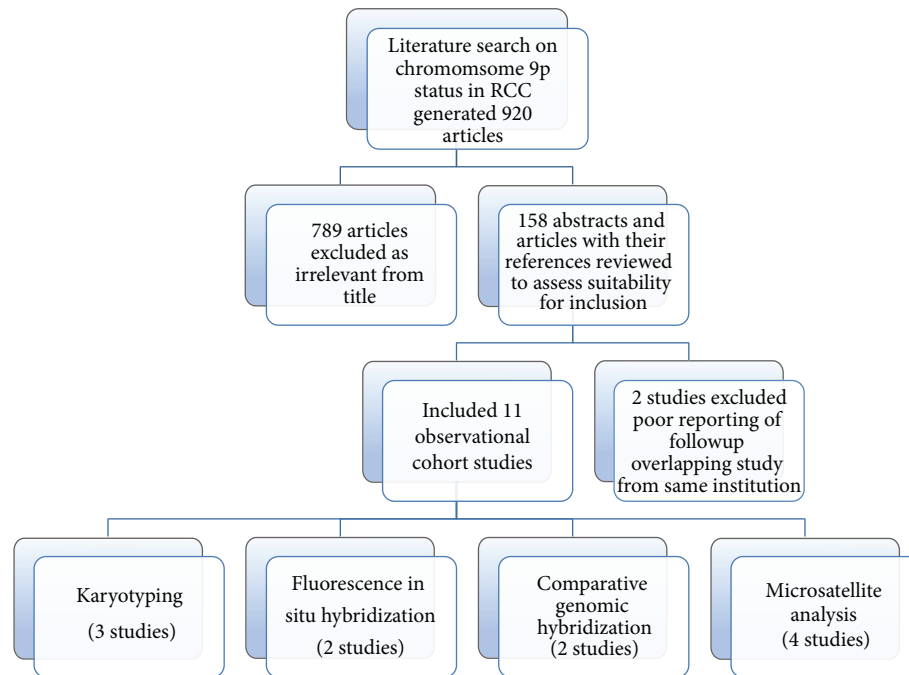 Literature search on
chromomsome 9p
status in RCC
generated 920
articles
789 articles
excluded as
irrelevant from
title
158 abstracts and
articles with their
references reviewed
to assess suitability
for inclusion
Included 11
observational
cohort studies
2 studies excluded
poor reporting of
followup
overlapping study
from same institution
Karyotyping
(3 studies)
Fluorescence in
situ hybridization
(2 studies)
Comparative
genomic
hybridization
(2 studies)
Microsatellite
analysis
(4 studies)